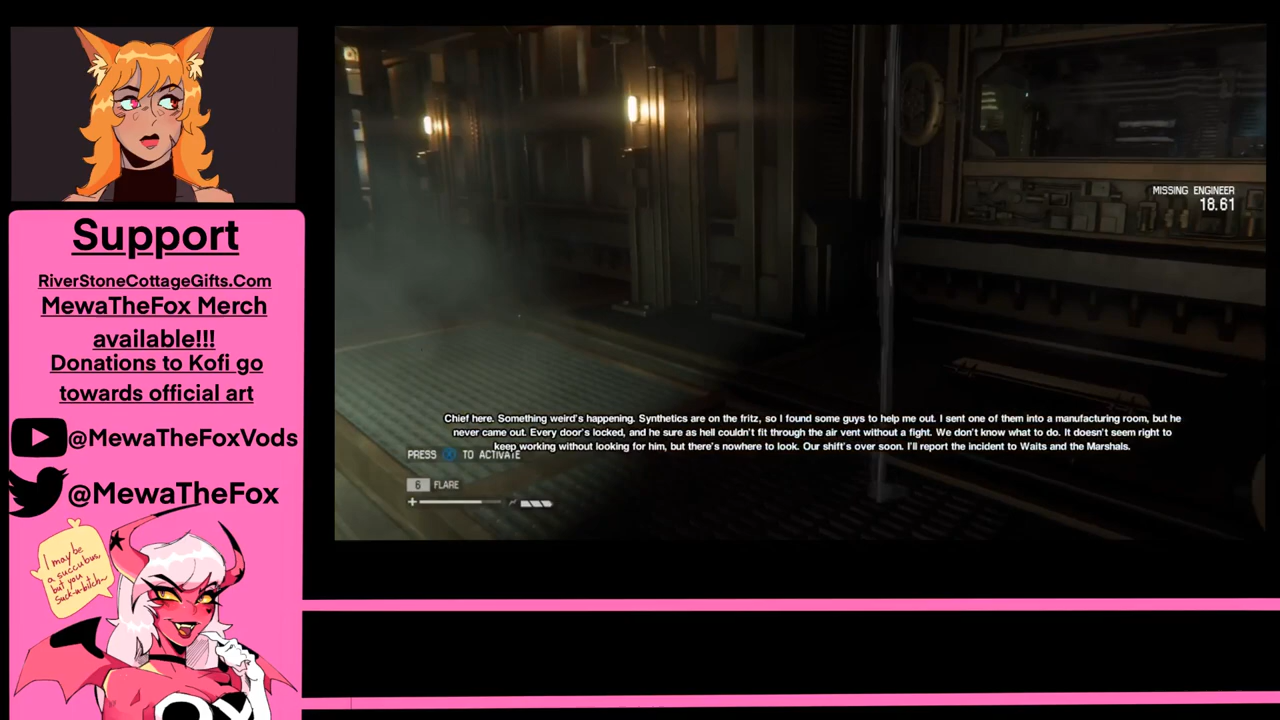 Support
RiverStoneCottageGifts.Com
MewaTheFox Merch
available!!!
Donations to Kofi go
towards official art
@MewaTheFoxVods
@MewaTheFox
I may be
a succubus,
but you
suck-a-bitch~
MISSING ENGINEER
18.61
Chief here. Something weird's happening. Synthetics are on the fritz, so I found some guys to help me out. I sent one of them into a manufacturing room, but he
never came out. Every door's locked, and he sure as hell couldn't fit through the air vent without a fight. We don't know what to do. It doesn't seem right to
keep working without looking for him, but there's nowhere to look. Our shift's over soon. I'll report the incident to Waits and the Marshals.
PRESS X TO ACTIVATE
6 FLARE